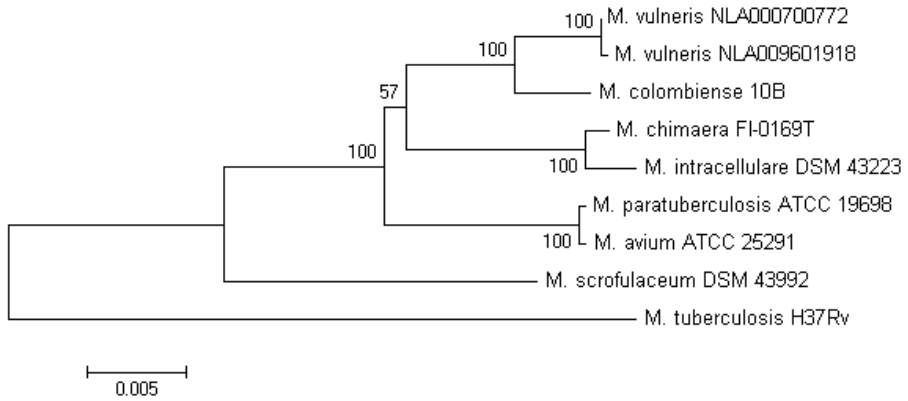 M. vulneris NLA000700772
100
M. vulneris NLA009601918
100
M. colombiense 10B
57
M. chimaera FI-0169T
100
M. intracellulare DSM 43223
100
M. paratuberculosis ATCC 19698
100
M. avium ATCC 25291
M. scrofulaceum DSM 43992
M. tuberculosis H37Rv
0.005